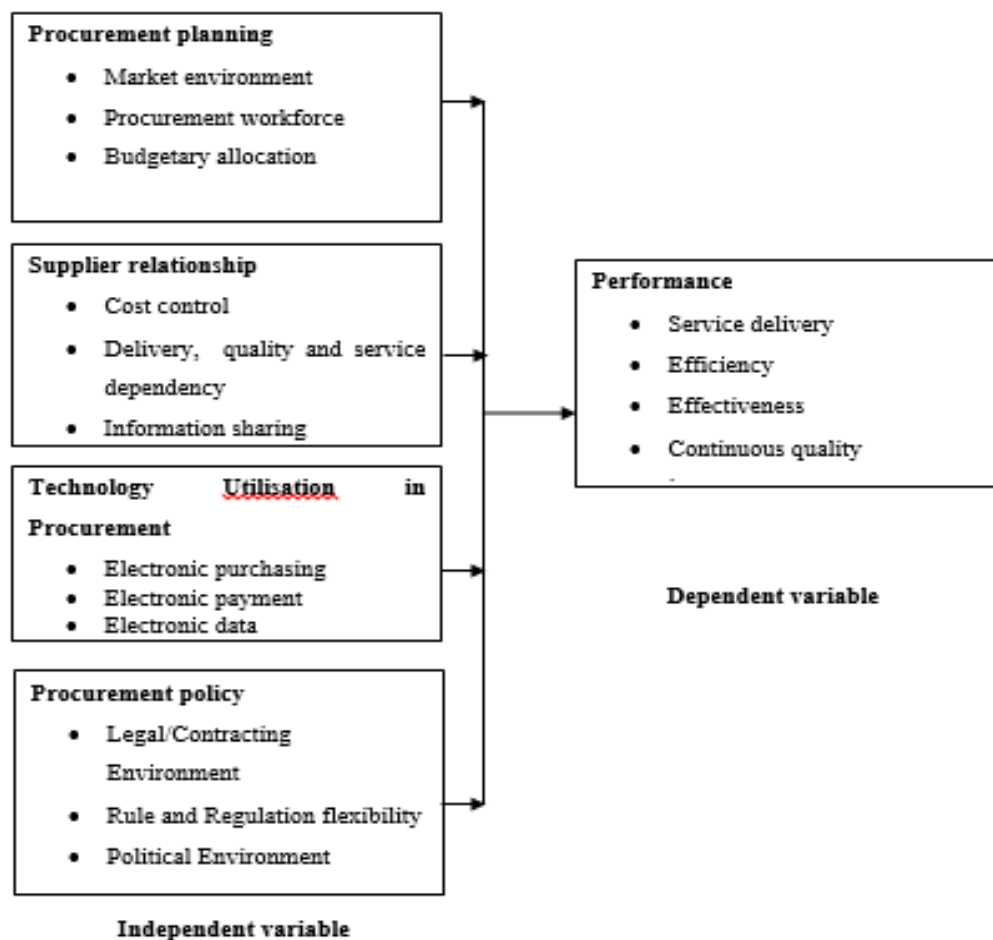 Procurement planning
• Market environment
• Procurement workforce
• Budgetary allocation
Supplier relationship
• Cost control
• Delivery, quality and service
dependency
• Information sharing
Technology Utilisation in
Procurement
• Electronic purchasing
• Electronic payment
• Electronic data
Procurement policy
• Legal/Contracting
Environment
• Rule and Regulation flexibility
• Political Environment
Independent variable
Performance
• Service delivery
• Efficiency
• Effectiveness
• Continuous quality
Dependent variable